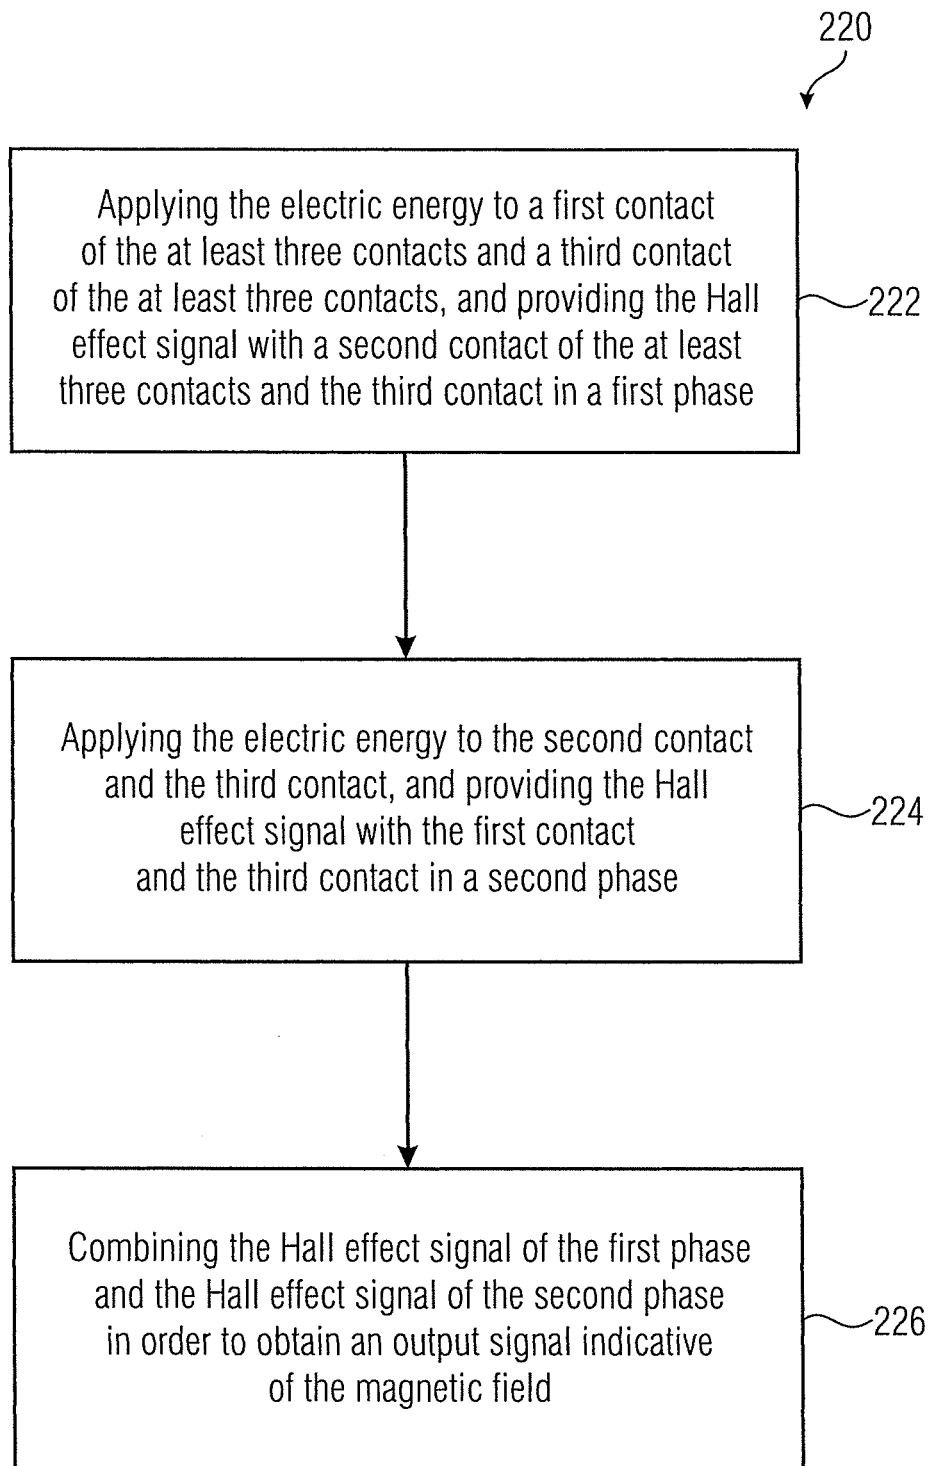 220
Applying the electric energy to a first contact
of the at least three contacts and a third contact
of the at least three contacts, and providing the Hall
effect signal with a second contact of the at least
three contacts and the third contact in a first phase
222
Applying the electric energy to the second contact
and the third contact, and providing the Hall
effect signal with the first contact
and the third contact in a second phase
224
Combining the Hall effect signal of the first phase
and the Hall effect signal of the second phase
in order to obtain an output signal indicative
of the magnetic field
226